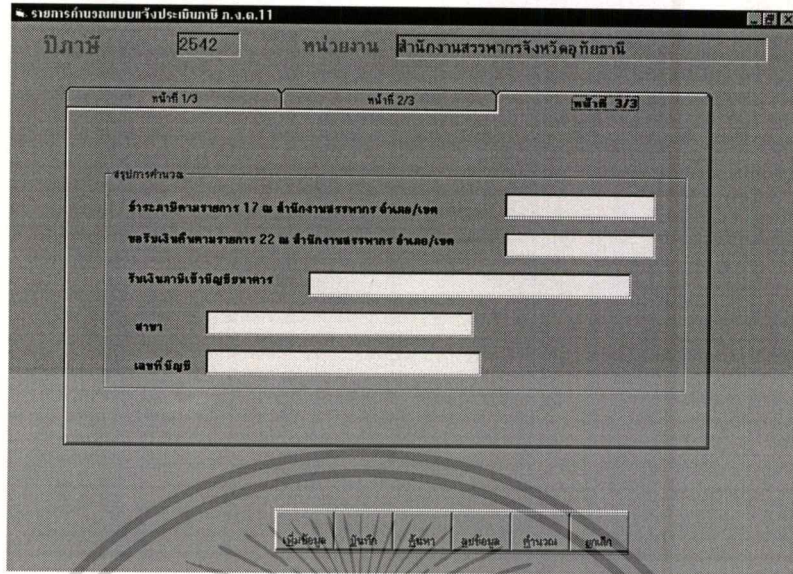 รายการคำนวณแบบแจ้งประเมินภาษี ภ.ง.ด.11
ปีภาษี 2542 หน่วยงาน สำนักงานสรรพากรจังหวัดอุทัยธานี
หน้าที่ 1/3 หน้าที่ 2/3 หน้าที่ 3/3
สรุปการคำนวณ
ชำระภาษีตามรายการ 17 ณ สำนักงานสรรพากร อำเภอ/เขต
ขอรับเงินคืนตามรายการ 22 ณ สำนักงานสรรพากร อำเภอ/เขต
รับเงินภาษีเข้าบัญชีธนาคาร
สาขา
เลขที่บัญชี
เพิ่มข้อมูล บันทึก ค้นหา ลบข้อมูล คำนวณ ยกเลิก